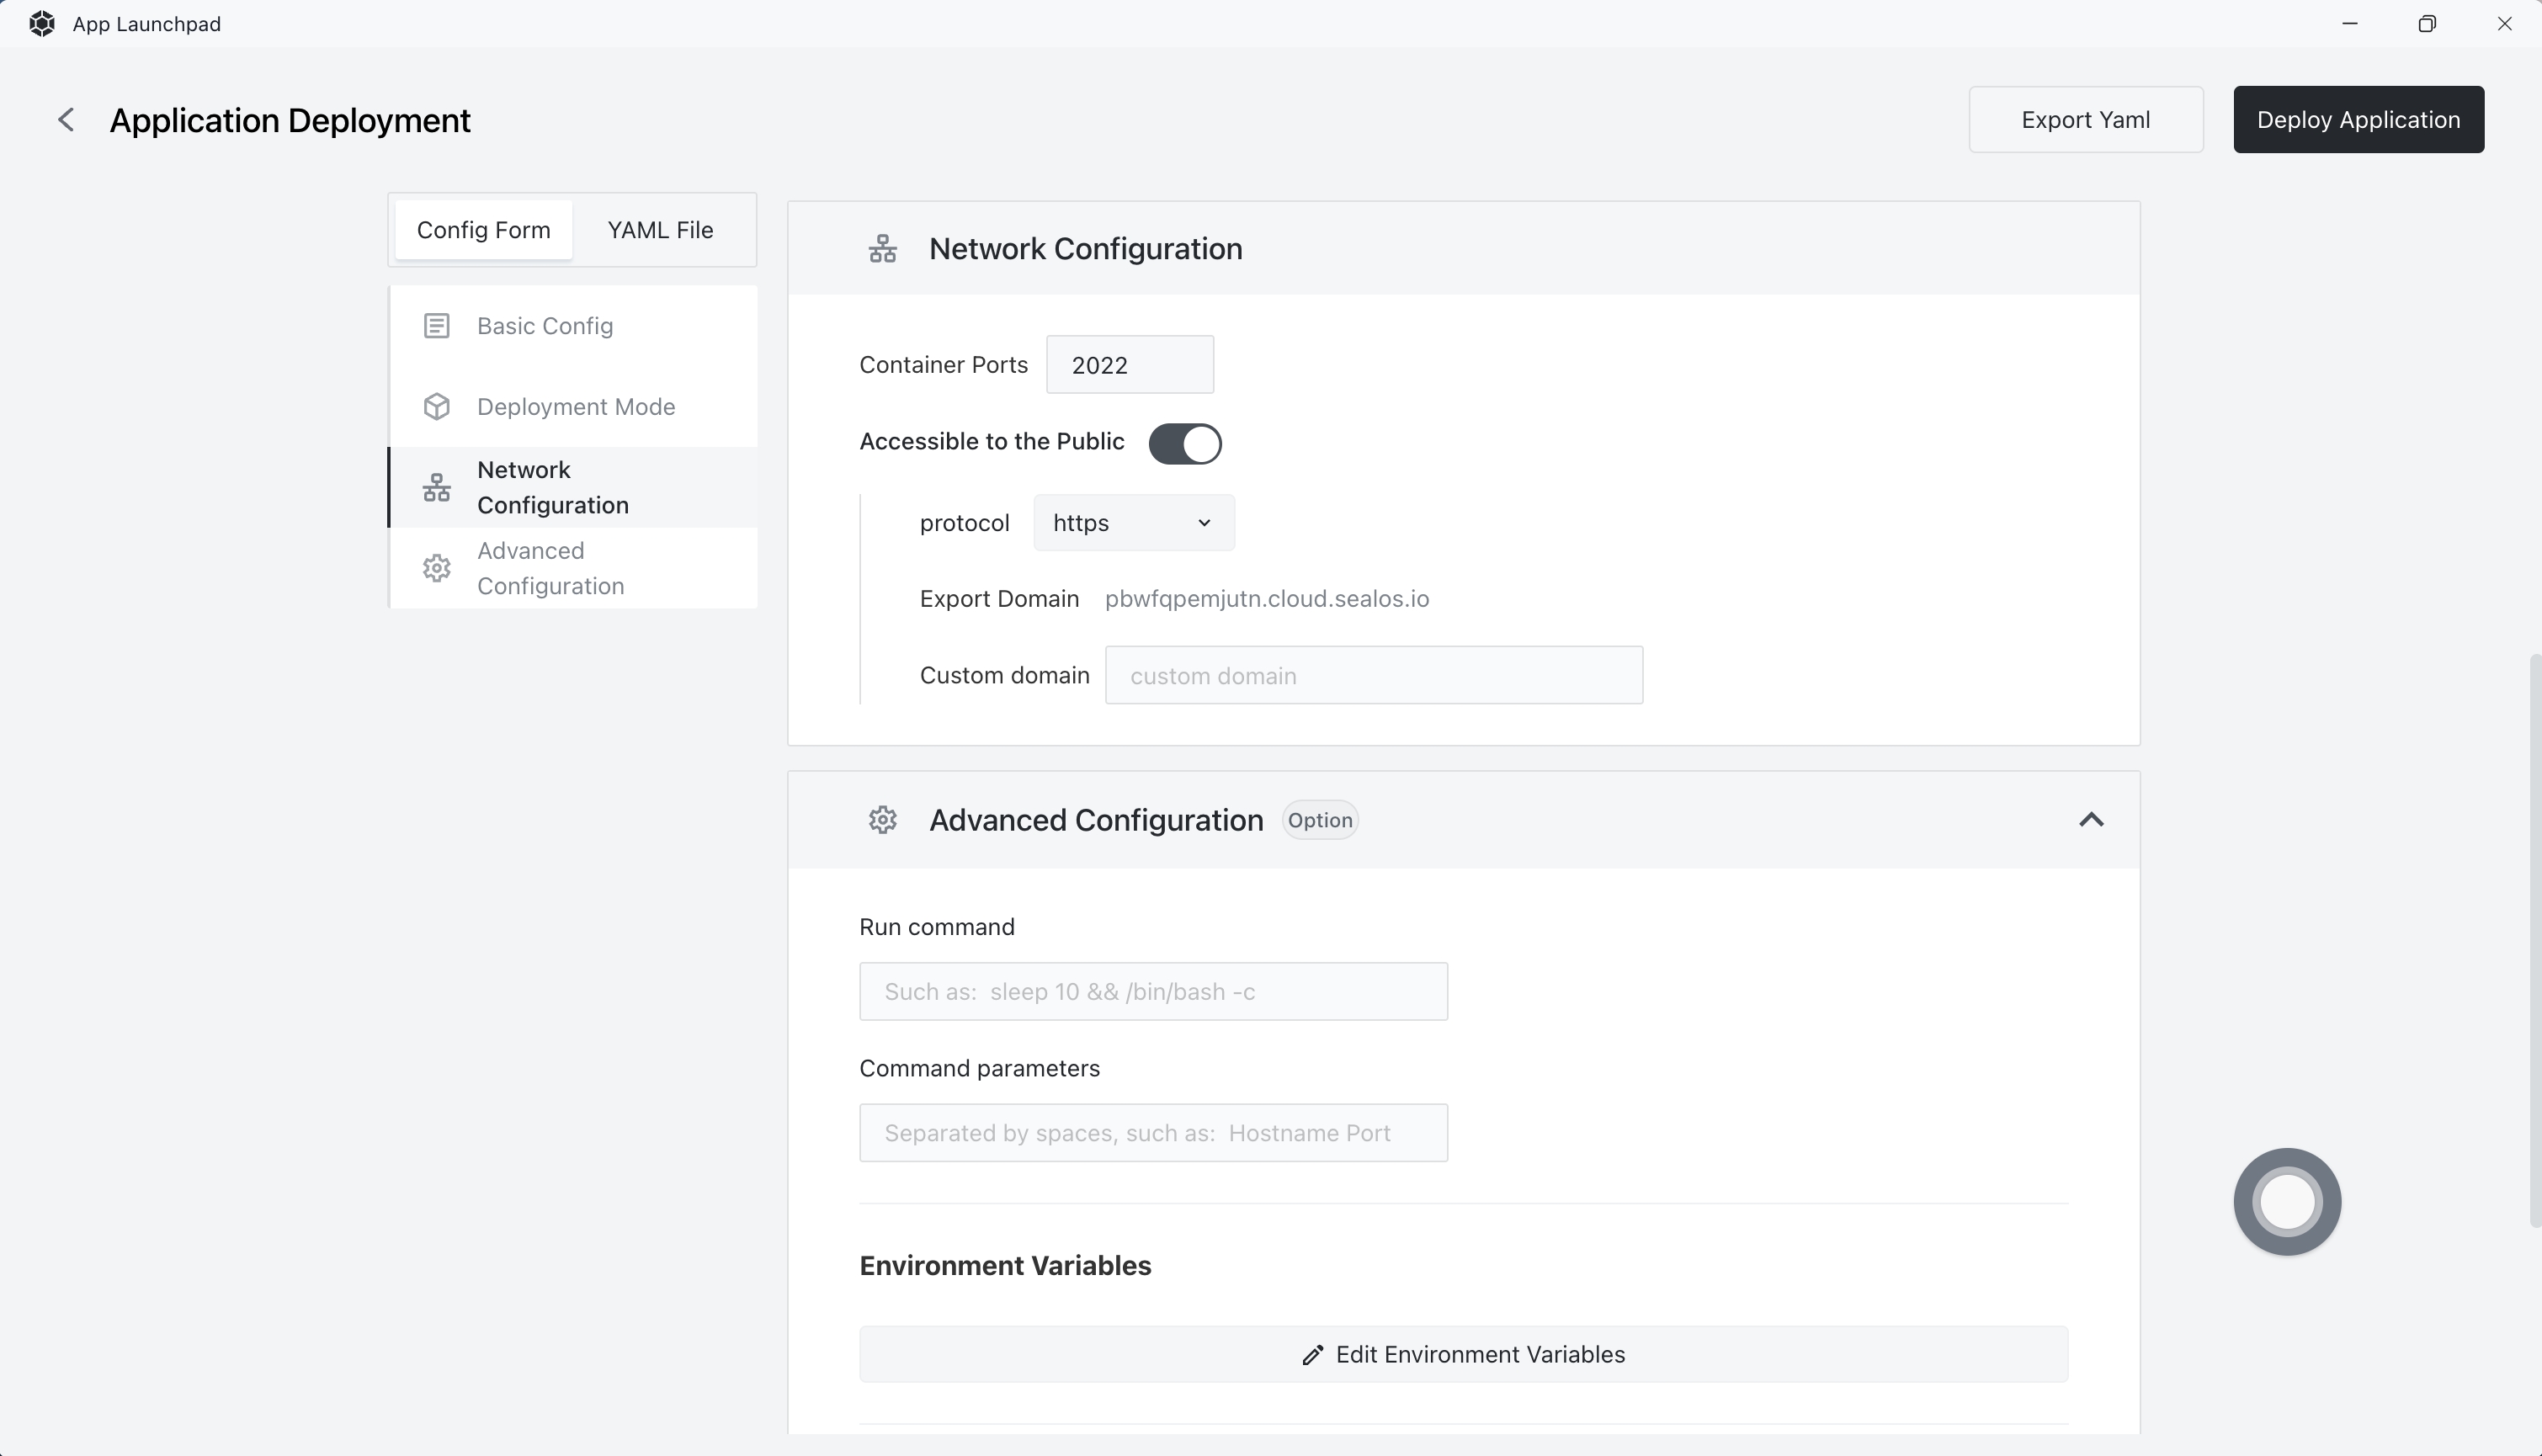 App Launchpad
Application Deployment
Export Yaml
Deploy Application
Config Form
YAML File
Basic Config
Deployment Mode
Network
Configuration
Advanced
Configuration
Network Configuration
Container Ports 2022
Accessible to the Public
protocol https
Export Domain pbwfqpemjutn.cloud.sealos.io
Custom domain custom domain
Advanced Configuration Option
Run command
Such as: sleep 10 && /bin/bash -c
Command parameters
Separated by spaces, such as: Hostname Port
Environment Variables
Edit Environment Variables